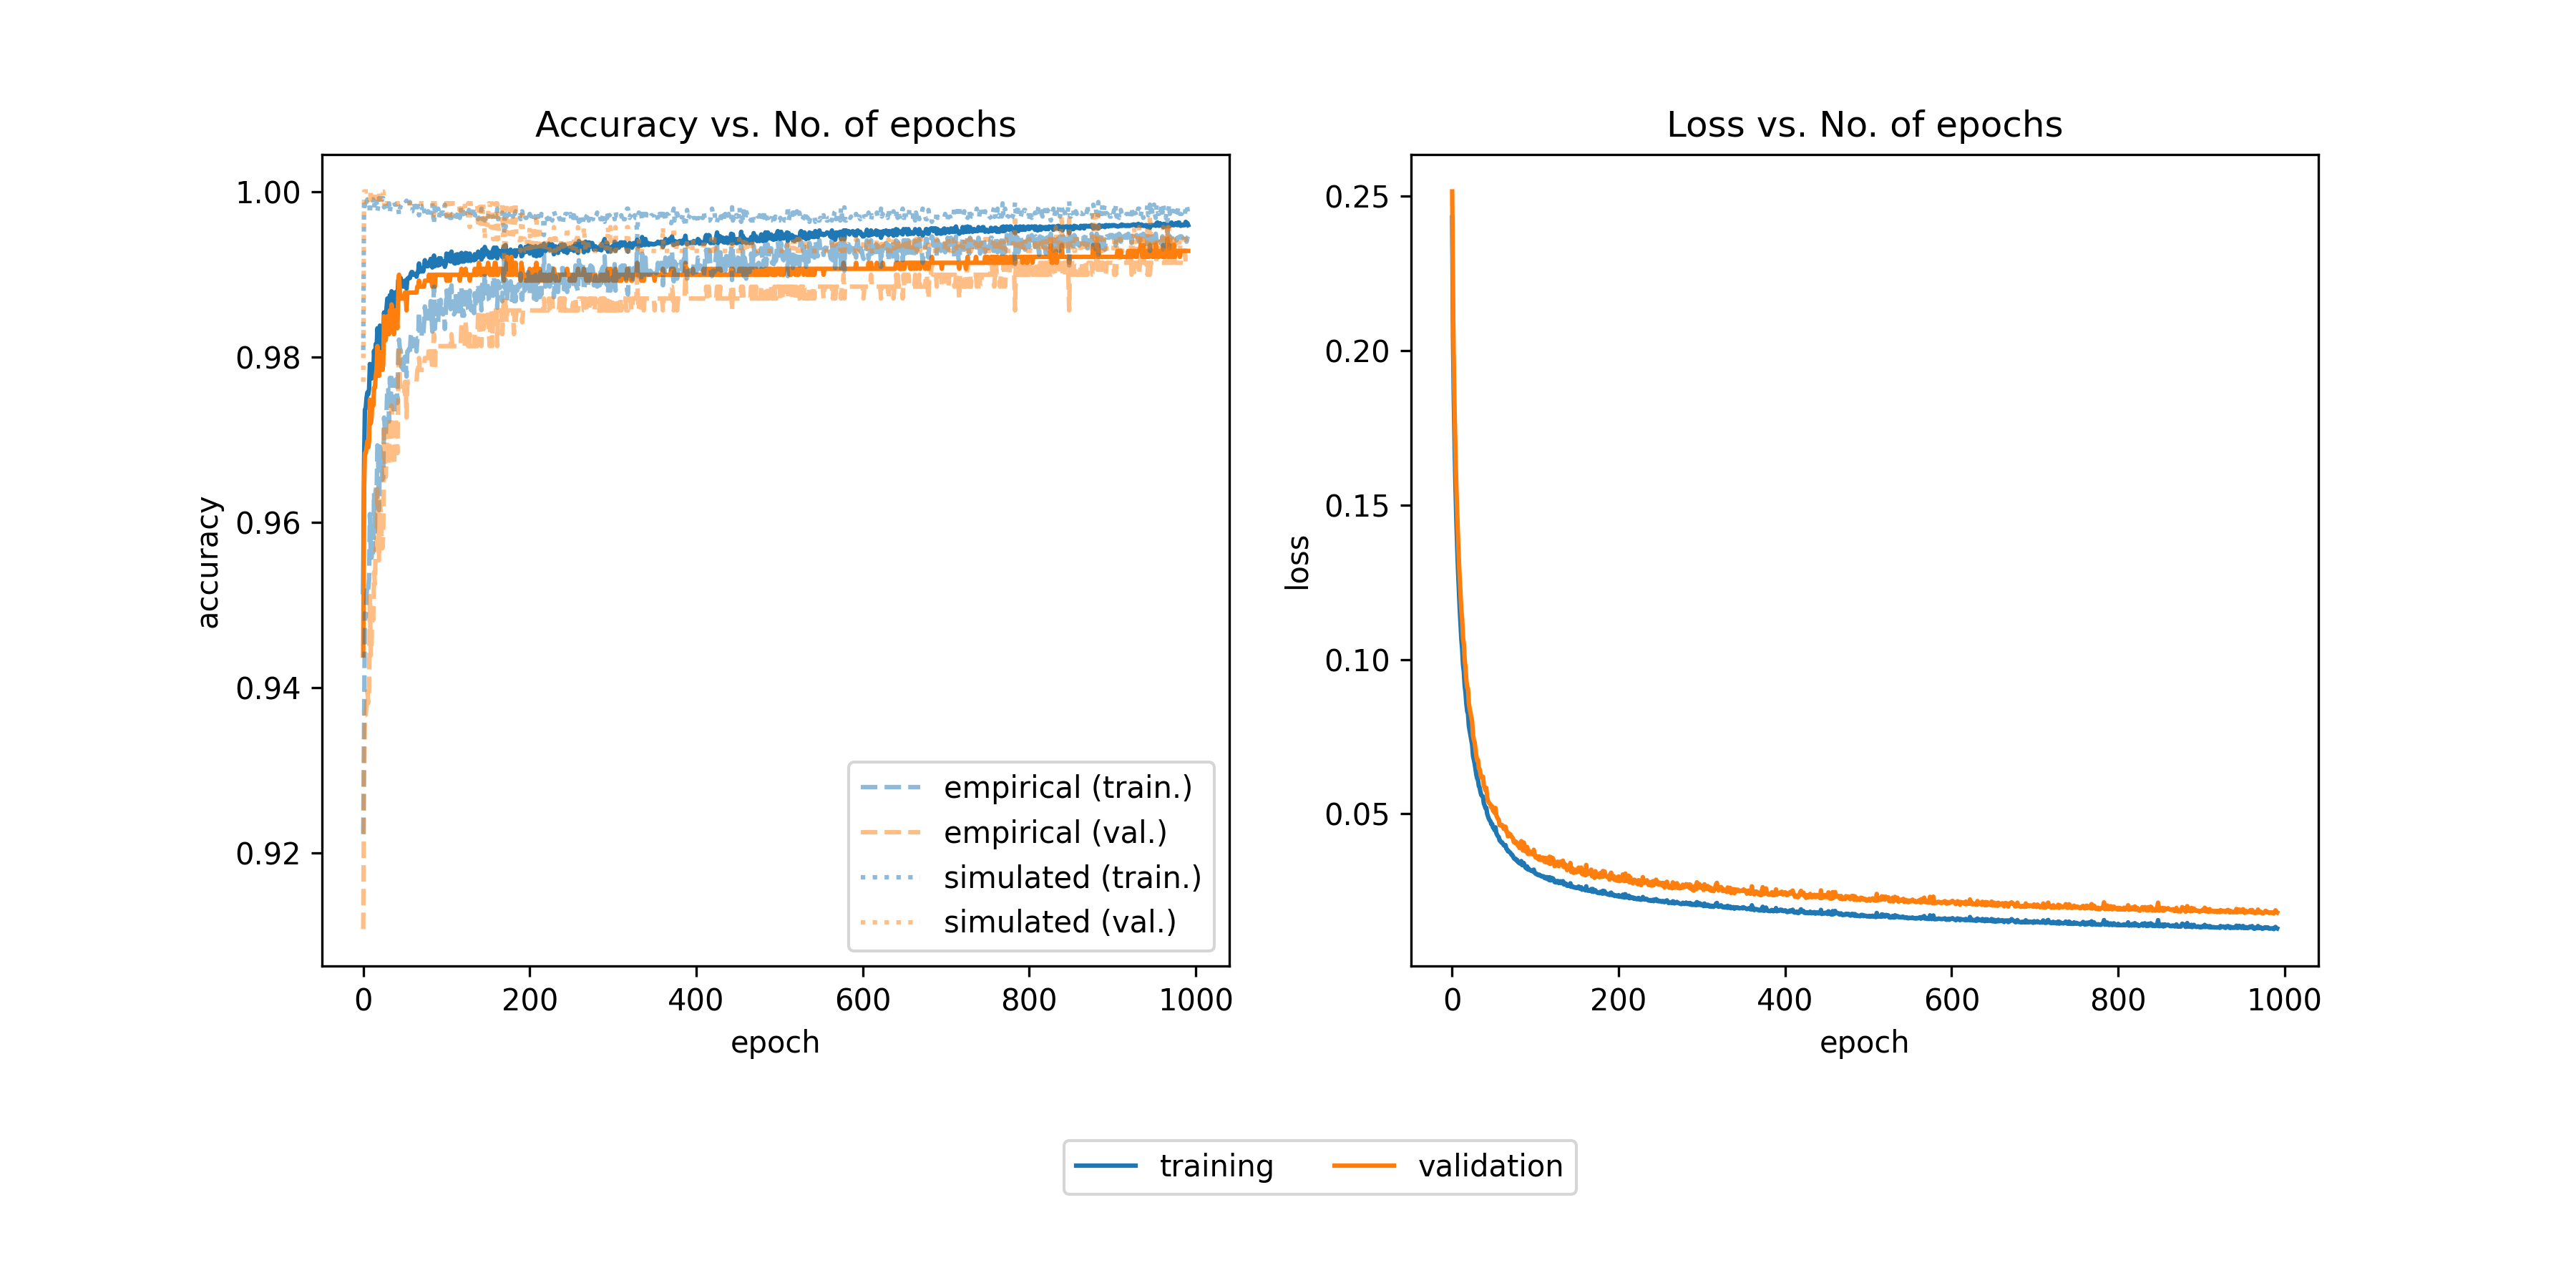 Accuracy vs. No. of epochs
1.00
0.98
0.96
0.94
0.92
accuracy
0 200 400 600 800 1000
epoch
empirical (train.)
empirical (val.)
simulated (train.)
simulated (val.)
Loss vs. No. of epochs
0.25
0.20
0.15
0.10
0.05
loss
0 200 400 600 800 1000
epoch
training validation